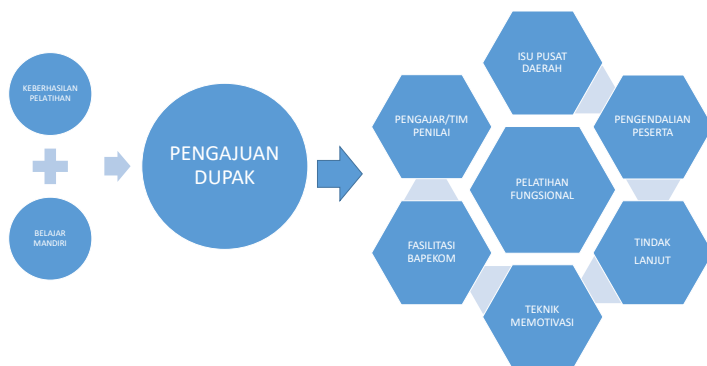 KEBERHASILAN
PELATIHAN
BELAJAR
MANDIRI
PENGAJUAN
DUPAK
ISU PUSAT
DAERAH
PENGAJAR/TIM
PENILAI
PENGENDALIAN
PESERTA
PELATIHAN
FUNGSIONAL
FASILITASI
BAPEKOM
TINDAK
LANJUT
TEKNIK
MEMOTIVASI